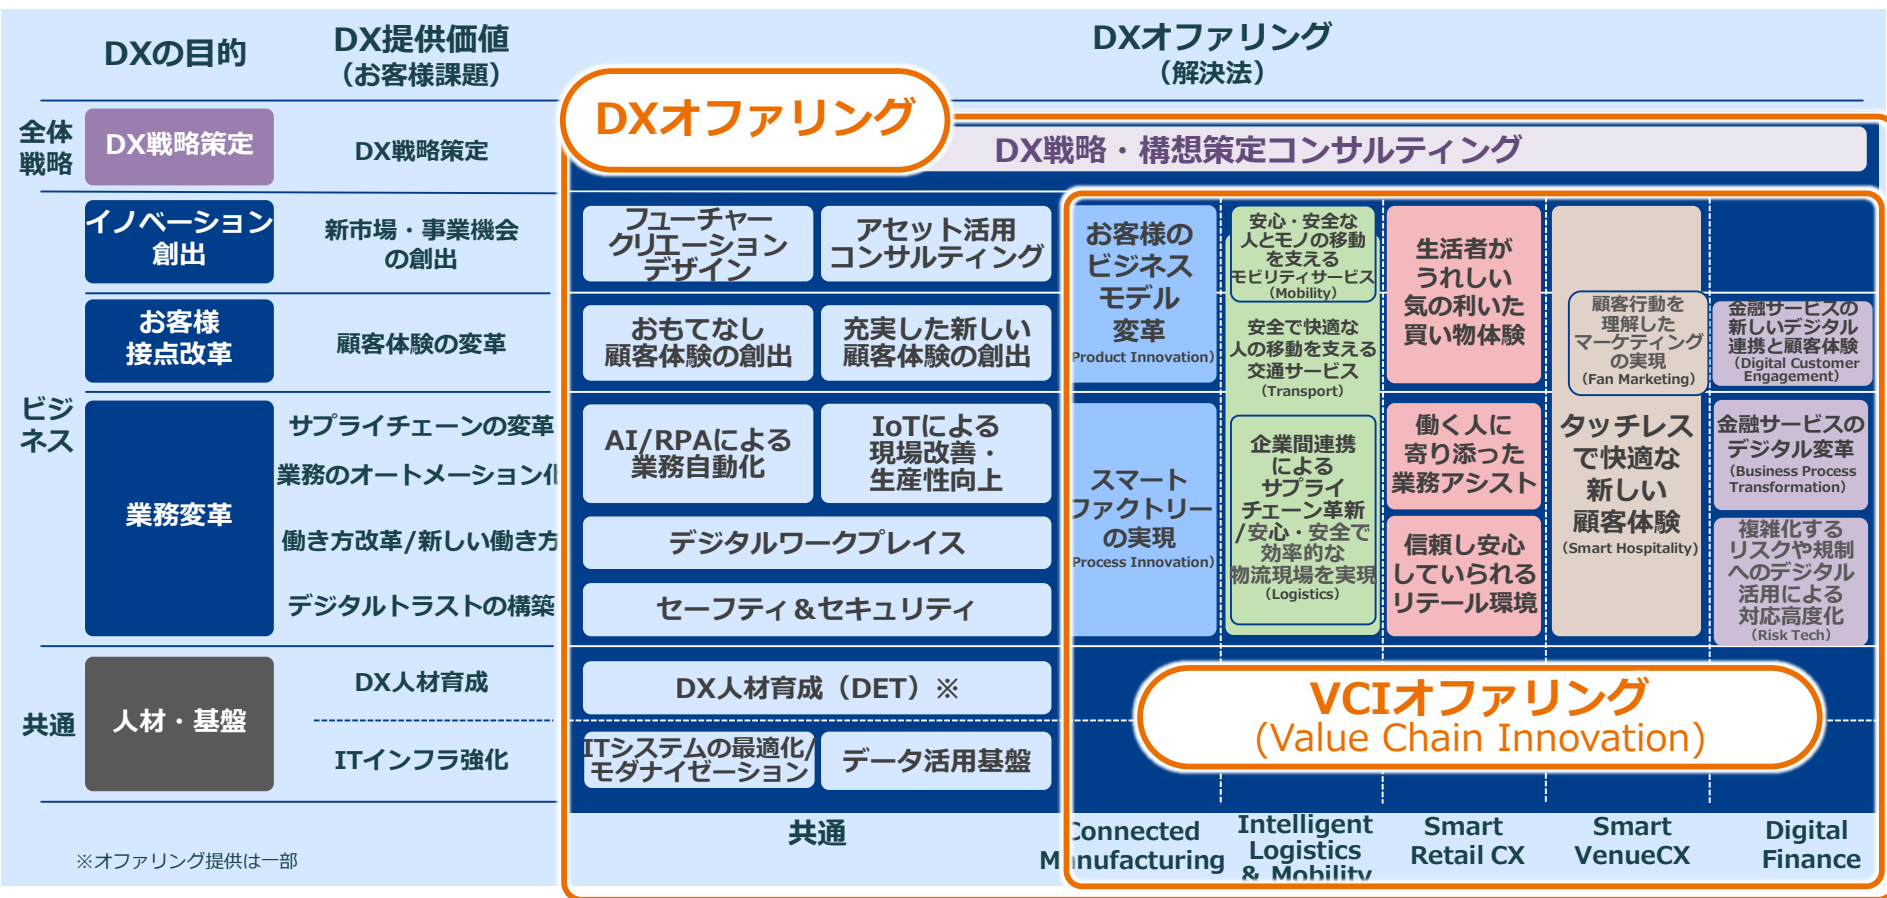 DXの目的
DX提供価値
（お客様課題）
DXオファリング
（解決法）
DXオファリング
全体
戦略
DX戦略策定
DX戦略策定
DX戦略・構想策定コンサルティング
ビジ
ネス
イノベーション
創出
新市場・事業機会
の創出
フューチャー
クリエーション
デザイン
アセット活用
コンサルティング
お客様
接点改革
顧客体験の変革
おもてなし
顧客体験の創出
充実した新しい
顧客体験の創出
業務変革
サプライチェーンの変革
業務のオートメーション化
働き方改革/新しい働き方
デジタルトラストの構築
AI/RPAによる
業務自動化
IoTによる
現場改善・
生産性向上
デジタルワークプレイス
セーフティ＆セキュリティ
お客様の
ビジネス
モデル
変革
Product Innovation）
スマート
ファクトリー
の実現
Process Innovation）
安心・安全な
人とモノの移動
を支える
モビリティサービス
（Mobility）
安全で快適な
人の移動を支える
交通サービス
（Transport）
企業間連携
による
サプライ
チェーン革新
/安心・安全で
効率的な
物流現場を実現
（Logistics）
生活者が
うれしい
気の利いた
買い物体験
働く人に
寄り添った
業務アシスト
信頼し安心
していられる
リテール環境
顧客行動を
理解した
マーケティング
の実現
（Fan Marketing）
タッチレス
で快適な
新しい
顧客体験
（Smart Hospitality）
金融サービスの
新しいデジタル
連携と顧客体験
（Digital Customer
Engagement）
金融サービスの
デジタル変革
（Business Process
Transformation）
複雑化する
リスクや規制
へのデジタル
活用による
対応高度化
（Risk Tech）
共通
人材・基盤
DX人材育成
ITインフラ強化
DX人材育成（DET）※
ITシステムの最適化/
モダナイゼーション
データ活用基盤
VCIオファリング
(Value Chain Innovation)
共通
Connected
Manufacturing
Intelligent
Logistics
& Mobility
Smart
Retail CX
Smart
VenueCX
Digital
Finance
※オファリング提供は一部